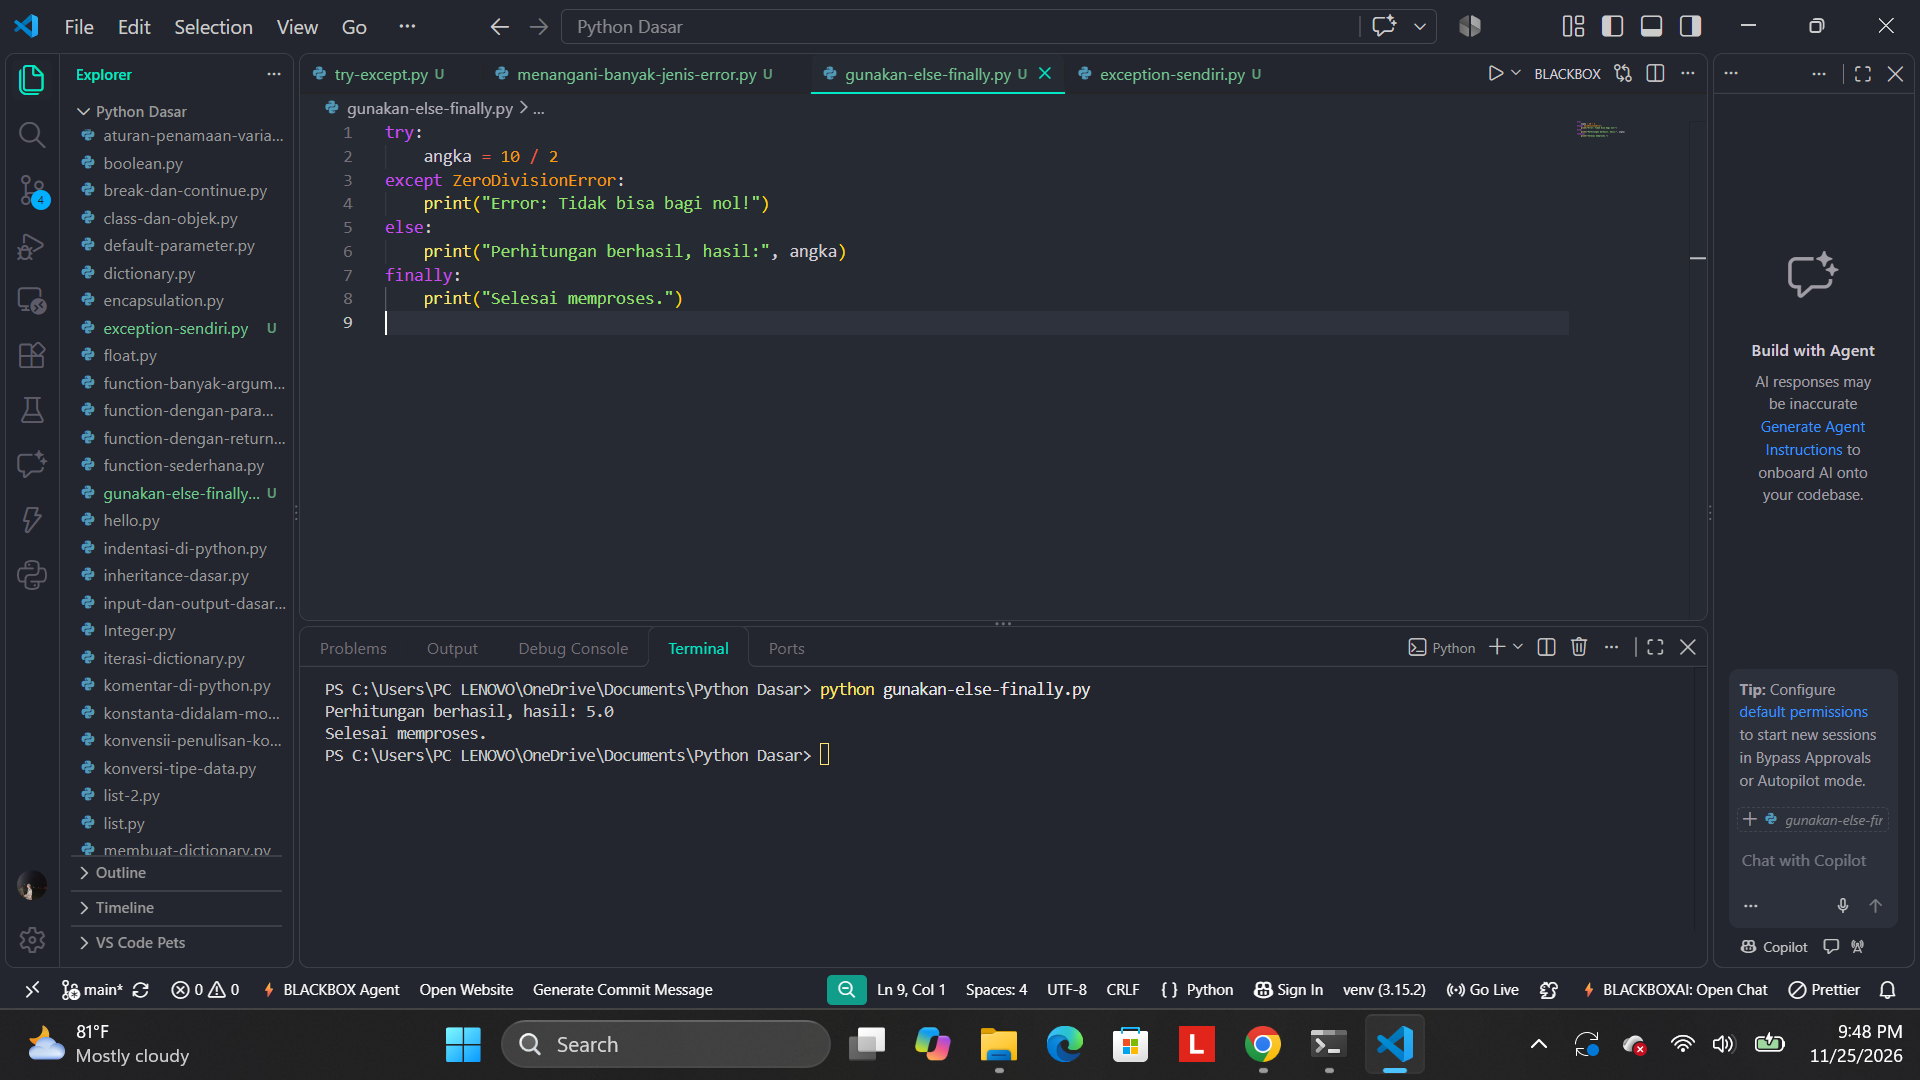 File Edit Selection View Go ··· Python Dasar
Explorer ···
Python Dasar
aturan-penamaan-varia...
boolean.py
break-dan-continue.py
class-dan-objek.py
default-parameter.py
dictionary.py
encapsulation.py
exception-sendiri.py U
float.py
function-banyak-argum...
function-dengan-para...
function-dengan-return...
function-sederhana.py
gunakan-else-finally... U
hello.py
indentasi-di-python.py
inheritance-dasar.py
input-dan-output-dasar...
Integer.py
iterasi-dictionary.py
komentar-di-python.py
konstanta-didalam-mo...
konvensii-penulisan-ko...
konversi-tipe-data.py
list-2.py
list.py
membuat-dictionary.py
Outline
Timeline
VS Code Pets
4
try-except.py U menangani-banyak-jenis-error.py U gunakan-else-finally.py U exception-sendiri.py U BLACKBOX ···
gunakan-else-finally.py > ...
1 try:
2 angka = 10 / 2
3 except ZeroDivisionError:
4 print("Error: Tidak bisa bagi nol!")
5 else:
6 print("Perhitungan berhasil, hasil:", angka)
7 finally:
8 print("Selesai memproses.")
9
Problems Output Debug Console Terminal Ports Python
PS C:\Users\PC LENOVO\OneDrive\Documents\Python Dasar> python gunakan-else-finally.py
Perhitungan berhasil, hasil: 5.0
Selesai memproses.
PS C:\Users\PC LENOVO\OneDrive\Documents\Python Dasar>
Build with Agent
AI responses may
be inaccurate
Generate Agent
Instructions to
onboard AI onto
your codebase.
Tip: Configure
default permissions
to start new sessions
in Bypass Approvals
or Autopilot mode.
gunakan-else-fir
Chat with Copilot
Copilot
main* 0 0 BLACKBOX Agent Open Website Generate Commit Message Ln 9, Col 1 Spaces: 4 UTF-8 CRLF { } Python Sign In venv (3.15.2) Go Live BLACKBOXAI: Open Chat Prettier
81°F
Mostly cloudy
Search
L
9:48 PM
11/25/2026